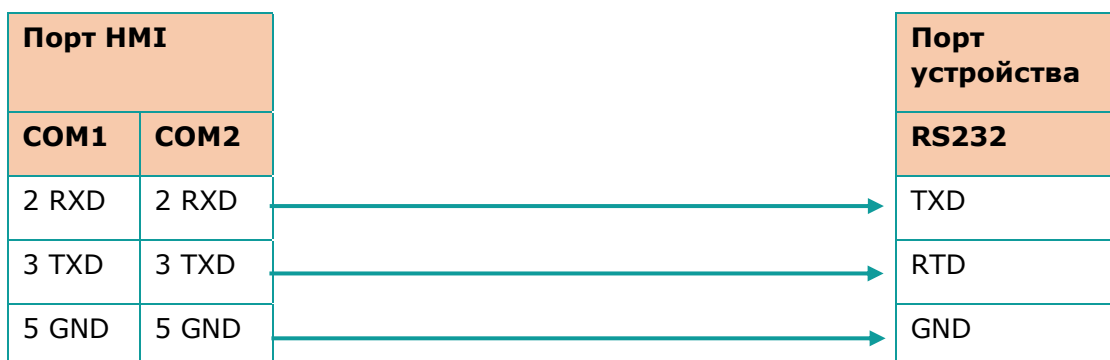 Порт HMI
Порт
устройства
COM1 COM2
RS232
2 RXD 2 RXD
TXD
3 TXD 3 TXD
RTD
5 GND 5 GND
GND